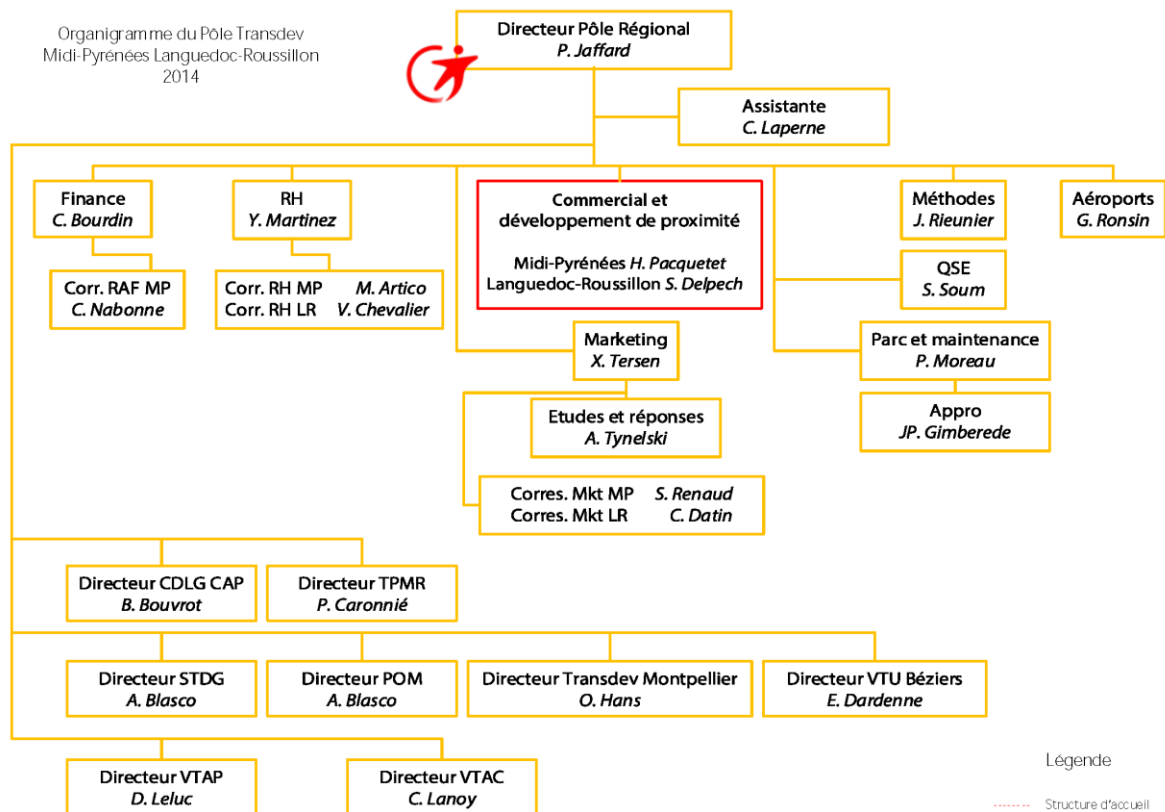 Organigramme du Pôle Transdev
Midi-Pyrénées Languedoc-Roussillon
2014
Directeur Pôle Régional
P. Jaffard
Assistante
C. Laperne
Finance
C. Bourdin
RH
Y. Martinez
Commercial et
développement de proximité
Midi-Pyrénées H. Pacquetet
Languedoc-Roussillon S. Delpech
Méthodes
J. Rieunier
Aéroports
G. Ronsin
Corr. RAF MP
C. Nabonne
Corr. RH MP M. Artico
Corr. RH LR V. Chevalier
QSE
S. Soum
Marketing
X. Tersen
Parc et maintenance
P. Moreau
Etudes et réponses
A. Tynelski
Appro
JP. Gimberede
Corres. Mkt MP S. Renaud
Corres. Mkt LR C. Datin
Directeur CDLG CAP
B. Bouvrot
Directeur TPMR
P. Caronnié
Directeur STDG
A. Blasco
Directeur POM
A. Blasco
Directeur Transdev Montpellier
O. Hans
Directeur VTU Béziers
E. Dardenne
Directeur VTAP
D. Leluc
Directeur VTAC
C. Lanoy
Légende
Structure d'accueil